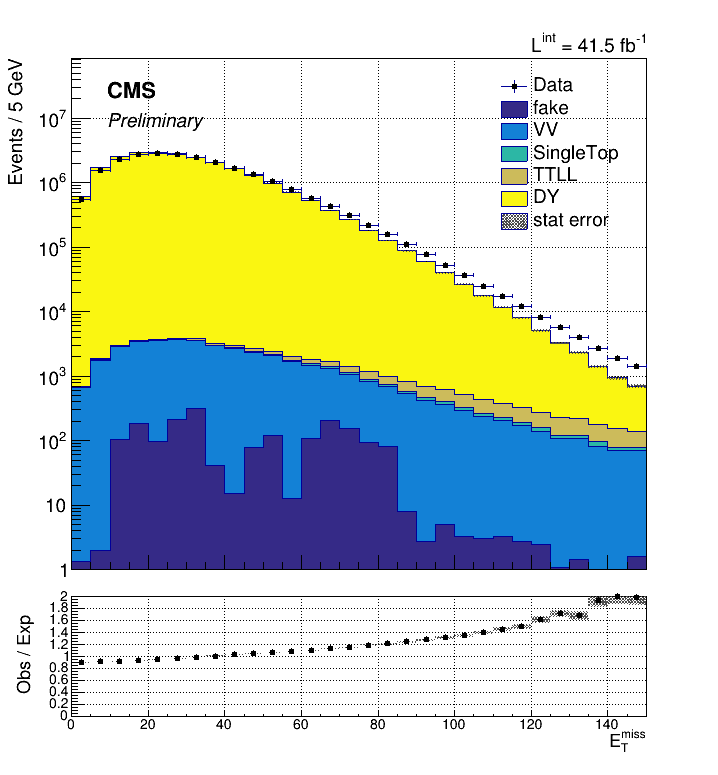 L^int = 41.5 fb^-1
Events / 5 GeV
CMS
Preliminary
Data
fake
VV
SingleTop
TTLL
DY
stat error
10^7
10^6
10^5
10^4
10^3
10^2
10
1
Obs / Exp
2
1.8
1.6
1.4
1.2
1
0.8
0.6
0.4
0.2
0
0 20 40 60 80 100 120 140
E_T^miss